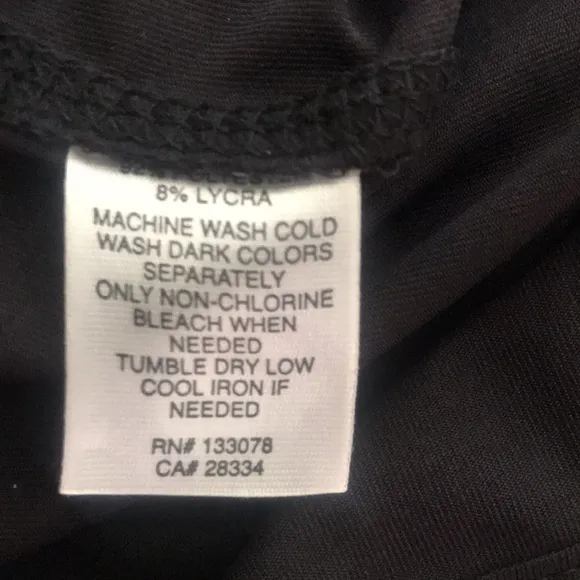 8% LYCRA
MACHINE WASH COLD
WASH DARK COLORS
SEPARATELY
ONLY NON-CHLORINE
BLEACH WHEN
NEEDED
TUMBLE DRY LOW
COOL IRON IF
NEEDED
RN# 133078
CA# 28334